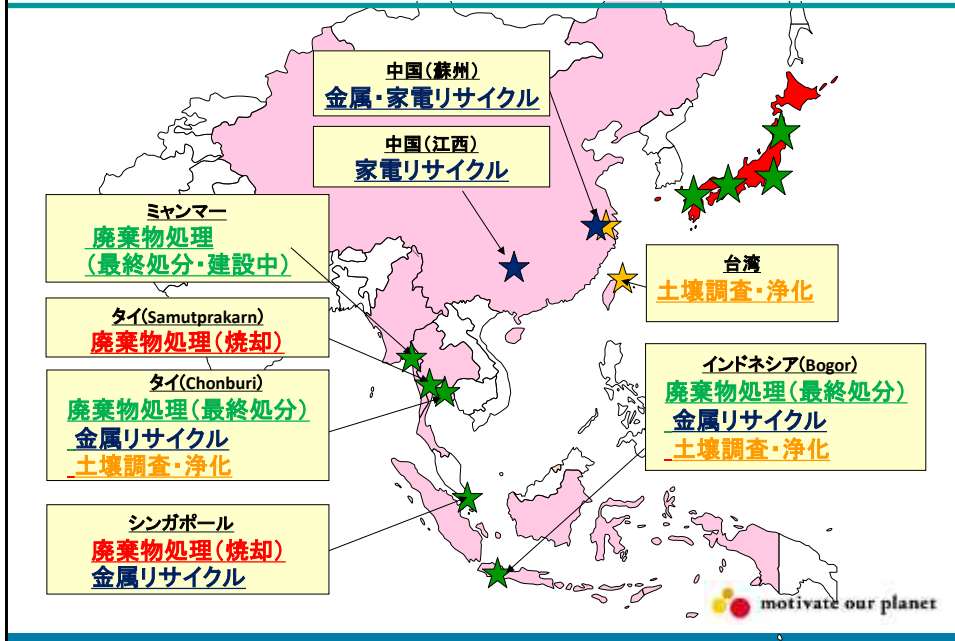 中国(蘇州)
金属・家電リサイクル
中国(江西)
家電リサイクル
ミャンマー
廃棄物処理
(最終処分・建設中)
タイ(Samutprakarn)
廃棄物処理(焼却)
タイ(Chonburi)
廃棄物処理(最終処分)
金属リサイクル
土壌調査・浄化
シンガポール
廃棄物処理(焼却)
金属リサイクル
台湾
土壌調査・浄化
インドネシア(Bogor)
廃棄物処理(最終処分)
金属リサイクル
土壌調査・浄化
motivate our planet